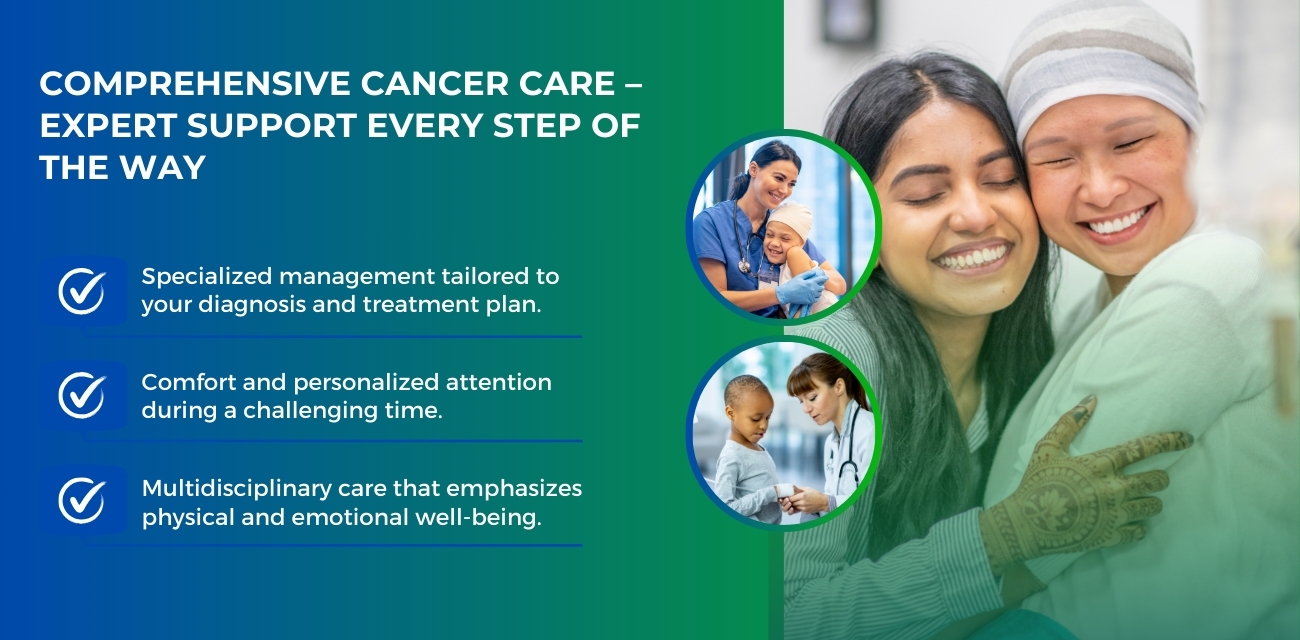 COMPREHENSIVE CANCER CARE –
EXPERT SUPPORT EVERY STEP OF
THE WAY
Specialized management tailored to
your diagnosis and treatment plan.
Comfort and personalized attention
during a challenging time.
Multidisciplinary care that emphasizes
physical and emotional well-being.